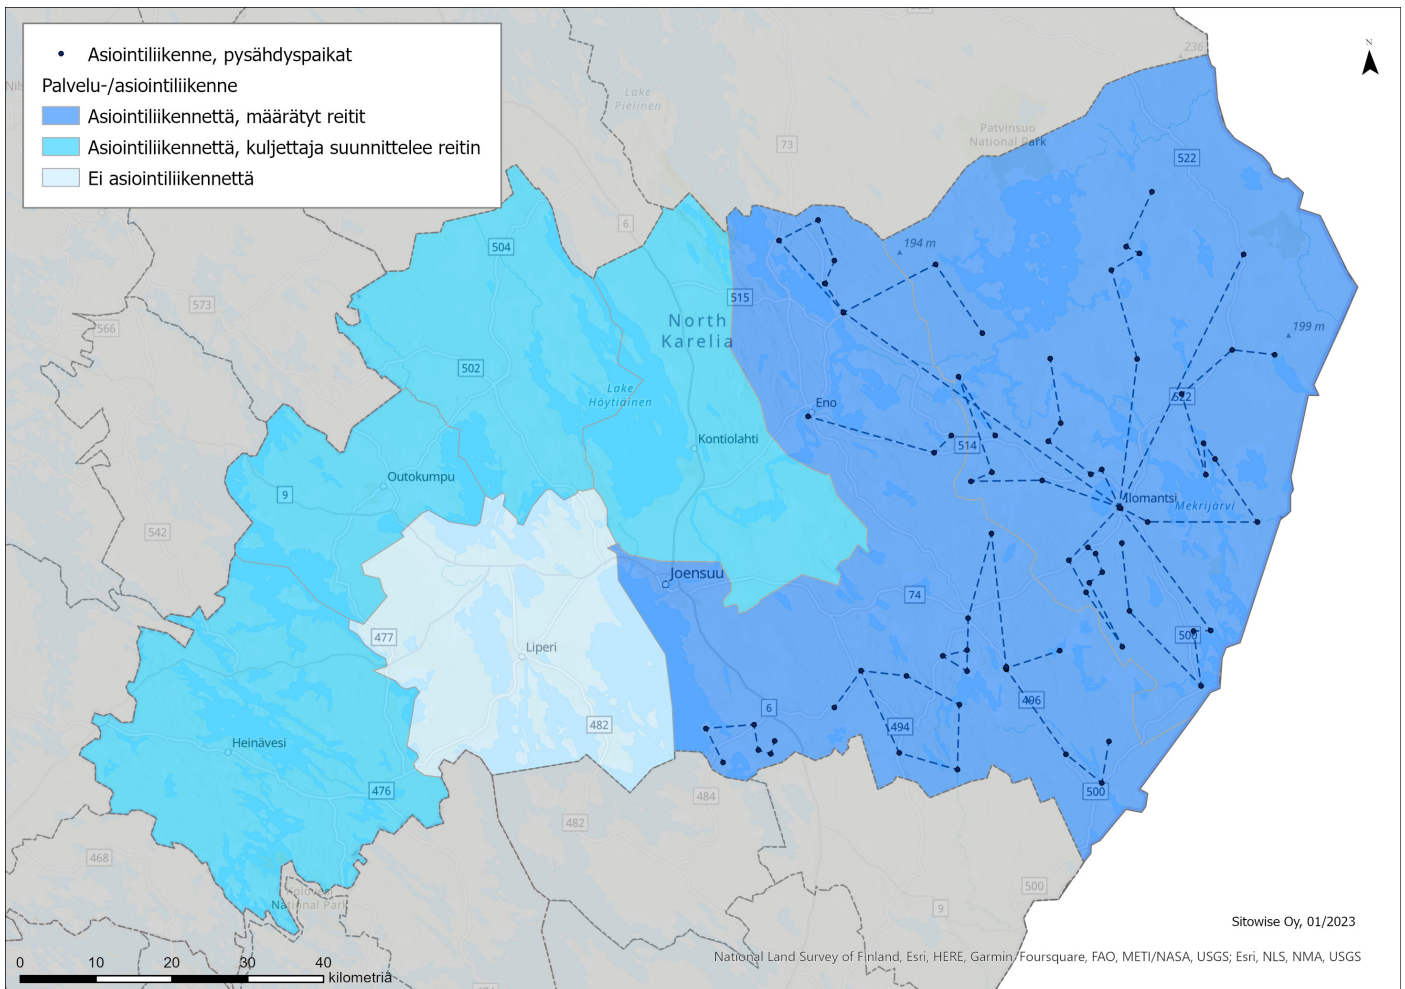 Asiointiliikenne, pysähdyspaikat
Palvelu-/asiointiliikenne
Asiointiliikennettä, määrätyt reitit
Asiointiliikennettä, kuljettaja suunnittelee reitin
Ei asiointiliikennettä
N
236
Nils
Lake
Pielinen
73
Patvinsuo
National Park
522
6
504
194 m
573
515
566
North
Karelia
199 m
502
Lake
Höytiäinen
522
Eno
Kontiolahti
514
Outokumpu
9
Ilomantsi
Mekrijärvi
542
Joensuu
74
477
500
Liperi
496
6
482
494
Heinävesi
476
484
500
482
468
500
Kolovesi
National Park
9
Sitowise Oy, 01/2023
National Land Survey of Finland, Esri, HERE, Garmin, Foursquare, FAO, METI/NASA, USGS; Esri, NLS, NMA, USGS
0 10 20 30 40
kilometriä